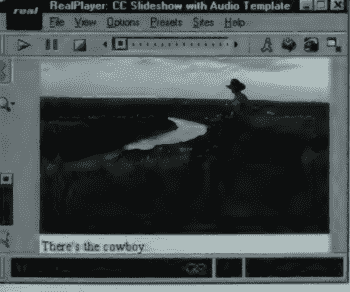 RealPlayer: CC Slideshow with Audio Template
real
File View Options Presets Sites Help
There's the cowboy.